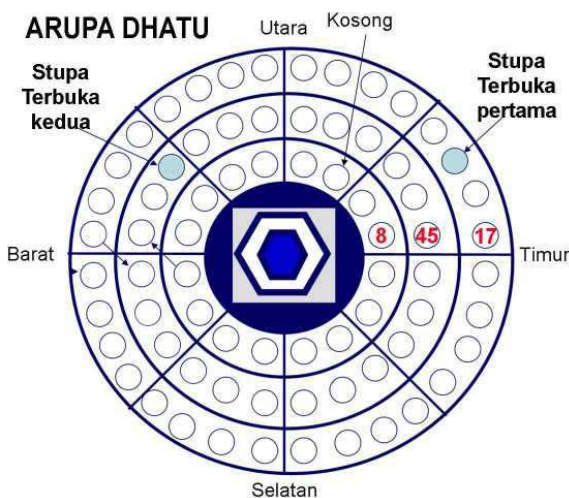 ARUPA DHATU
Utara
Kosong
Stupa
Terbuka
kedua
Stupa
Terbuka
pertama
Barat
8
45
17
Timur
Selatan